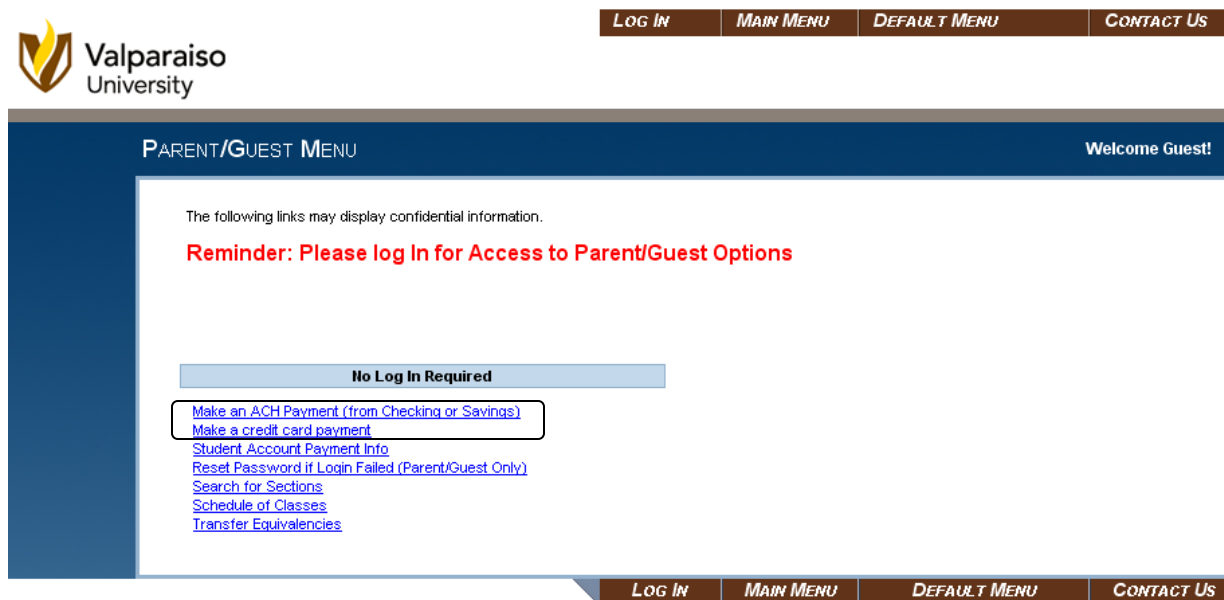 LOG IN MAIN MENU DEFAULT MENU CONTACT US
Valparaiso
University
PARENT/GUEST MENU Welcome Guest!
The following links may display confidential information.
Reminder: Please log In for Access to Parent/Guest Options
No Log In Required
Make an ACH Payment (from Checking or Savings)
Make a credit card payment
Student Account Payment Info
Reset Password if Login Failed (Parent/Guest Only)
Search for Sections
Schedule of Classes
Transfer Equivalencies
LOG IN MAIN MENU DEFAULT MENU CONTACT US